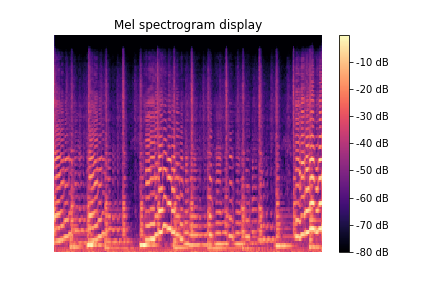 Mel spectrogram display
-10 dB
-20 dB
-30 dB
-40 dB
-50 dB
-60 dB
-70 dB
-80 dB